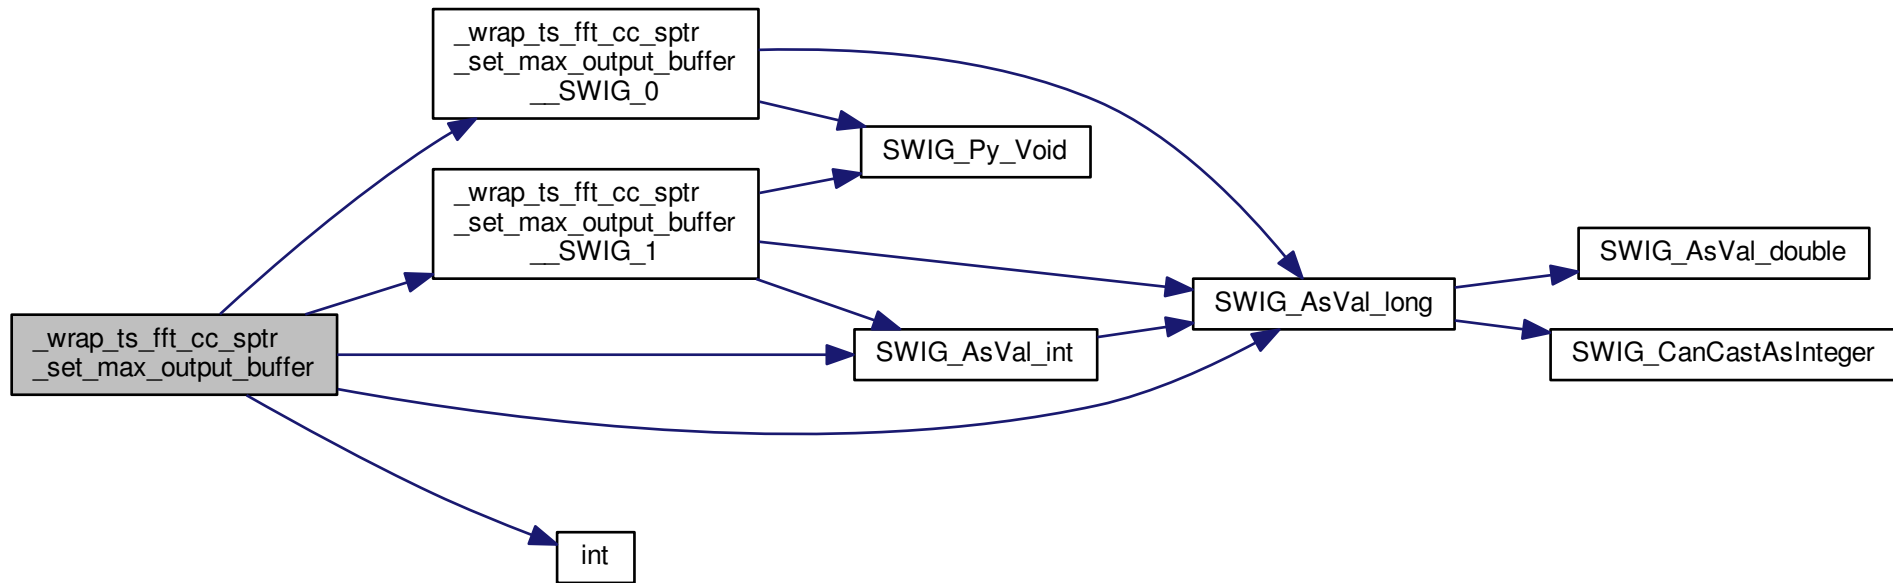 _wrap_ts_fft_cc_sptr
_set_max_output_buffer
__SWIG_0
SWIG_Py_Void
_wrap_ts_fft_cc_sptr
_set_max_output_buffer
__SWIG_1
SWIG_AsVal_double
SWIG_AsVal_long
_wrap_ts_fft_cc_sptr
_set_max_output_buffer
SWIG_AsVal_int
SWIG_CanCastAsInteger
int